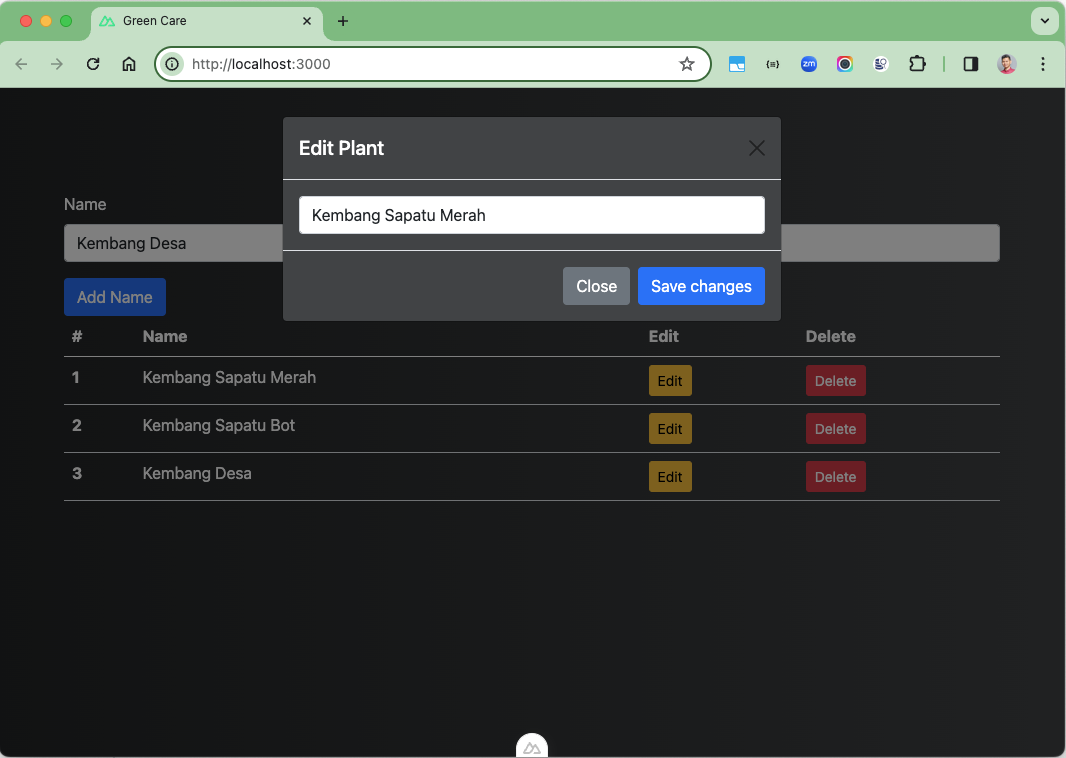 Green Care
http://localhost:3000
zm
Edit Plant
Kembang Sapatu Merah
Close Save changes
Name
Kembang Desa
Add Name
# Name Edit Delete
1 Kembang Sapatu Merah Edit Delete
2 Kembang Sapatu Bot Edit Delete
3 Kembang Desa Edit Delete